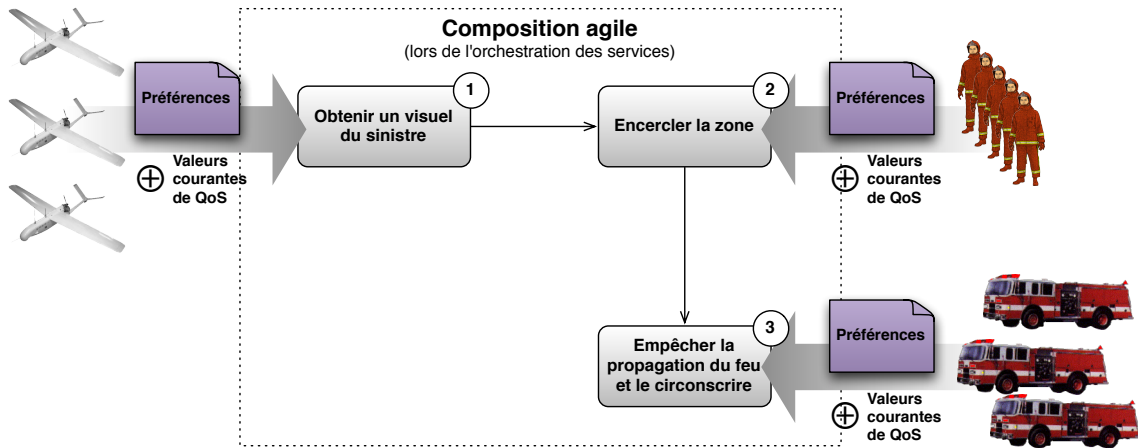 Composition agile
(lors de l'orchestration des services)
Préférences
Valeurs
courantes
de QoS
1
Obtenir un visuel
du sinistre
2
Encercler la zone
Préférences
Valeurs
courantes
de QoS
3
Empêcher la
propagation du feu
et le circonscrire
Préférences
Valeurs
courantes
de QoS